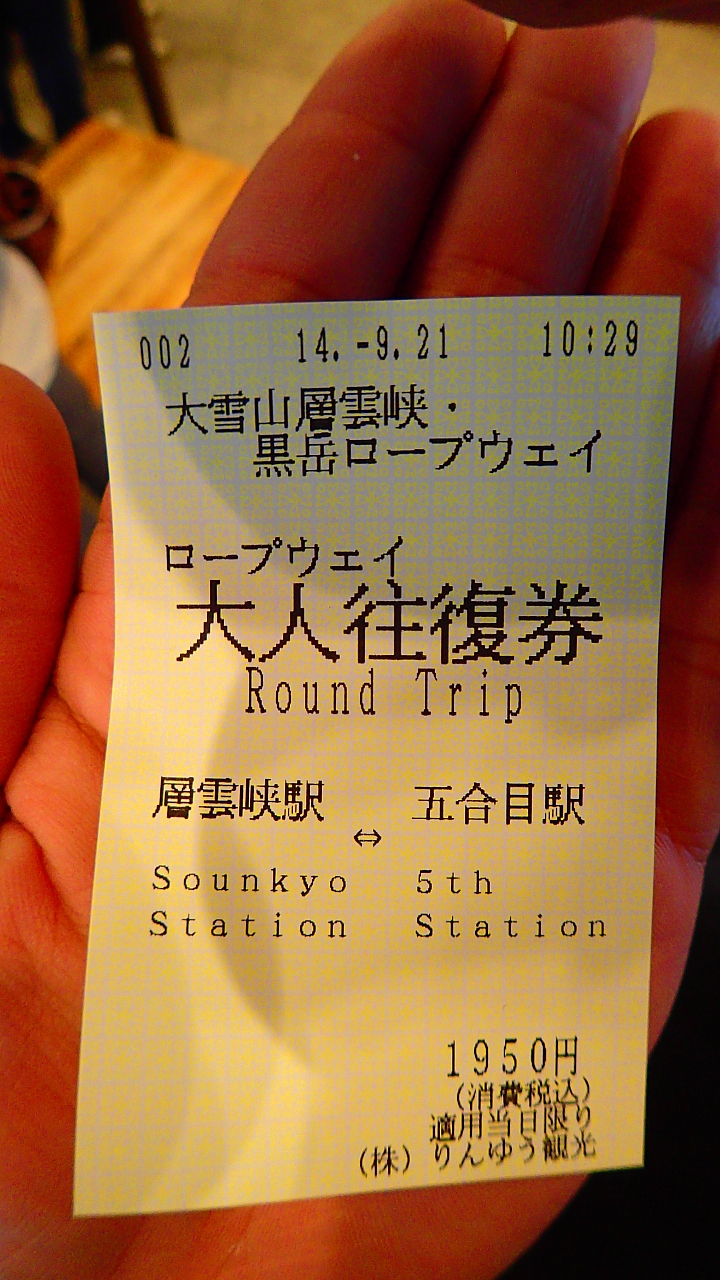 002 14.-9.21 10:29
大雪山層雲峡・
黒岳ロープウェイ
ロープウェイ
大人往復券
Round Trip
層雲峡駅 ⇔ 五合目駅
Sounkyo 5th
Station Station
1950円
(消費税込)
適用当日限り
(株) りんゆう観光